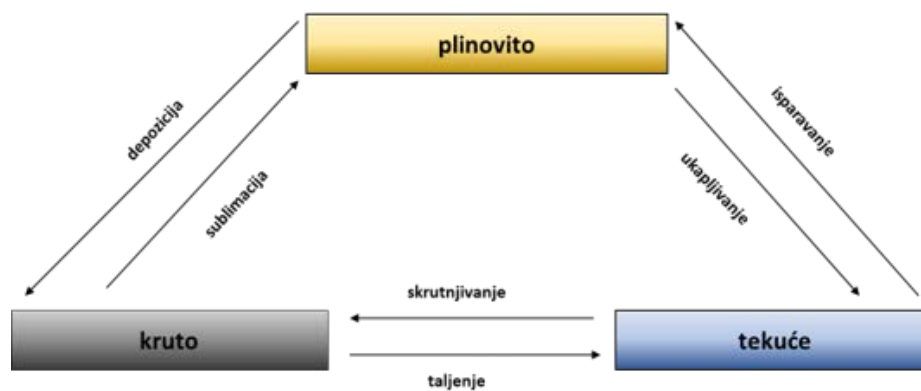 plinovito
depozicija
sublimacija
isparavanje
ukapljivanje
skrutnjivanje
kruto
tekuće
taljenje